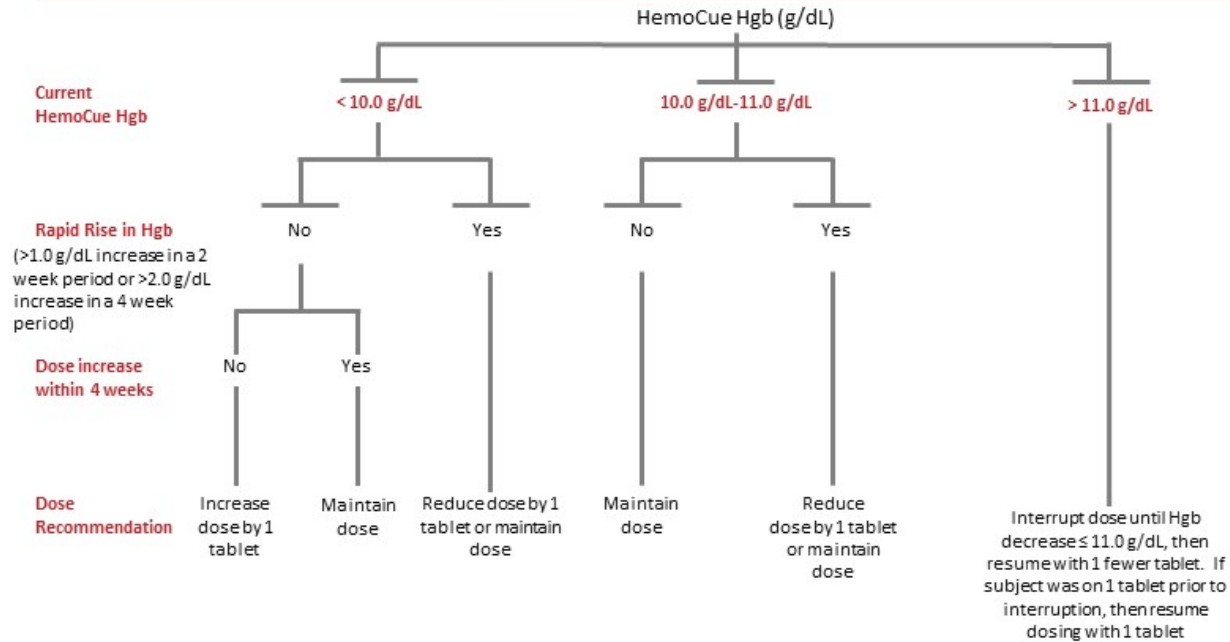 HemoCue Hgb (g/dL)
Current
HemoCue Hgb
< 10.0 g/dL
10.0 g/dL-11.0 g/dL
> 11.0 g/dL
Rapid Rise in Hgb
(>1.0 g/dL increase in a 2
week period or >2.0 g/dL
increase in a 4 week
period)
No
Yes
No
Yes
Dose increase
within 4 weeks
No
Yes
Dose
Recommendation
Increase
dose by 1
tablet
Maintain
dose
Reduce dose by 1
tablet or maintain
dose
Maintain
dose
Reduce
dose by 1 tablet
or maintain
dose
Interrupt dose until Hgb
decrease ≤ 11.0 g/dL, then
resume with 1 fewer tablet. If
subject was on 1 tablet prior to
interruption, then resume
dosing with 1 tablet